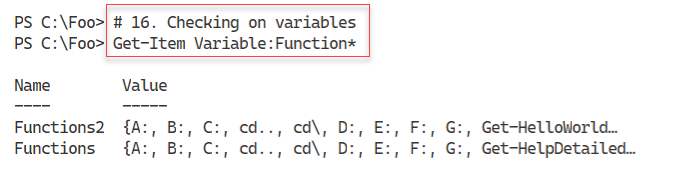 PS C:\Foo> # 16. Checking on variables
PS C:\Foo> Get-Item Variable:Function*
Name Value
---- -----
Functions2 {A:, B:, C:, cd.., cd\, D:, E:, F:, G:, Get-HelloWorld…
Functions {A:, B:, C:, cd.., cd\, D:, E:, F:, G:, Get-HelpDetailed…